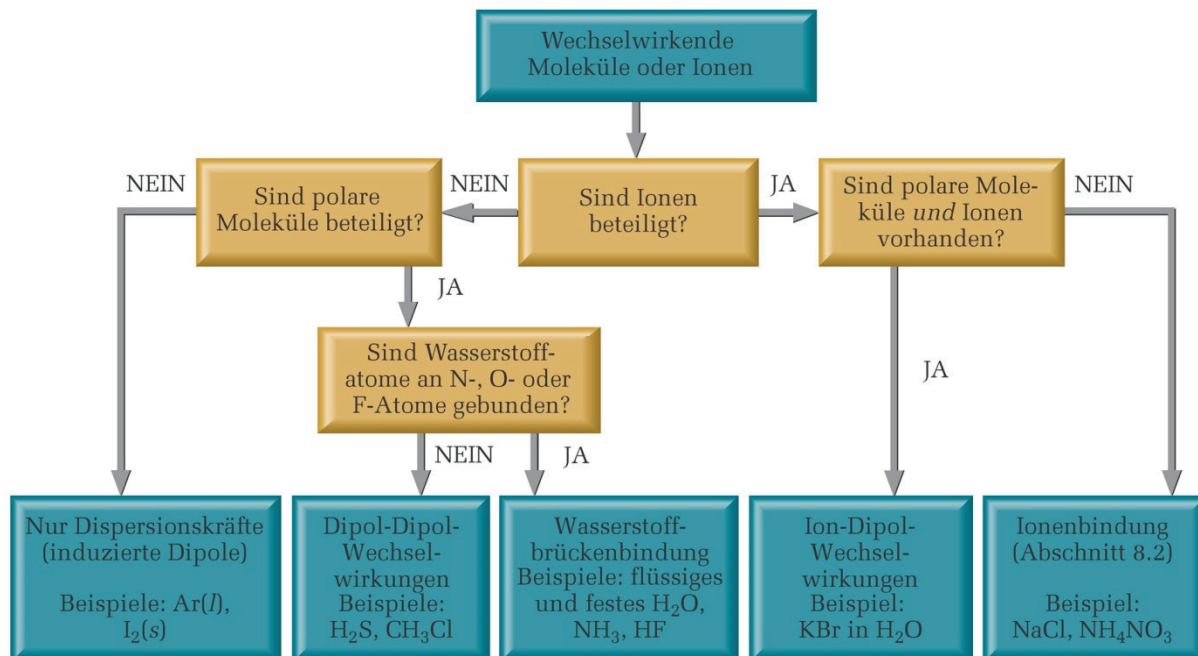 Wechselwirkende
Moleküle oder Ionen
NEIN
Sind polare
Moleküle beteiligt?
NEIN
Sind Ionen
beteiligt?
JA
Sind polare Mole-
küle und Ionen
vorhanden?
NEIN
JA
Sind Wasserstoff-
atome an N-, O- oder
F-Atome gebunden?
JA
NEIN
JA
Nur Dispersionskräfte
(induzierte Dipole)
Beispiele: Ar(l),
I₂(s)
Dipol-Dipol-
Wechsel-
wirkungen
Beispiele:
H₂S, CH₃Cl
Wasserstoff-
brückenbindung
Beispiele: flüssiges
und festes H₂O,
NH₃, HF
Ion-Dipol-
Wechsel-
wirkungen
Beispiel:
KBr in H₂O
Ionenbindung
(Abschnitt 8.2)
Beispiel:
NaCl, NH₄NO₃